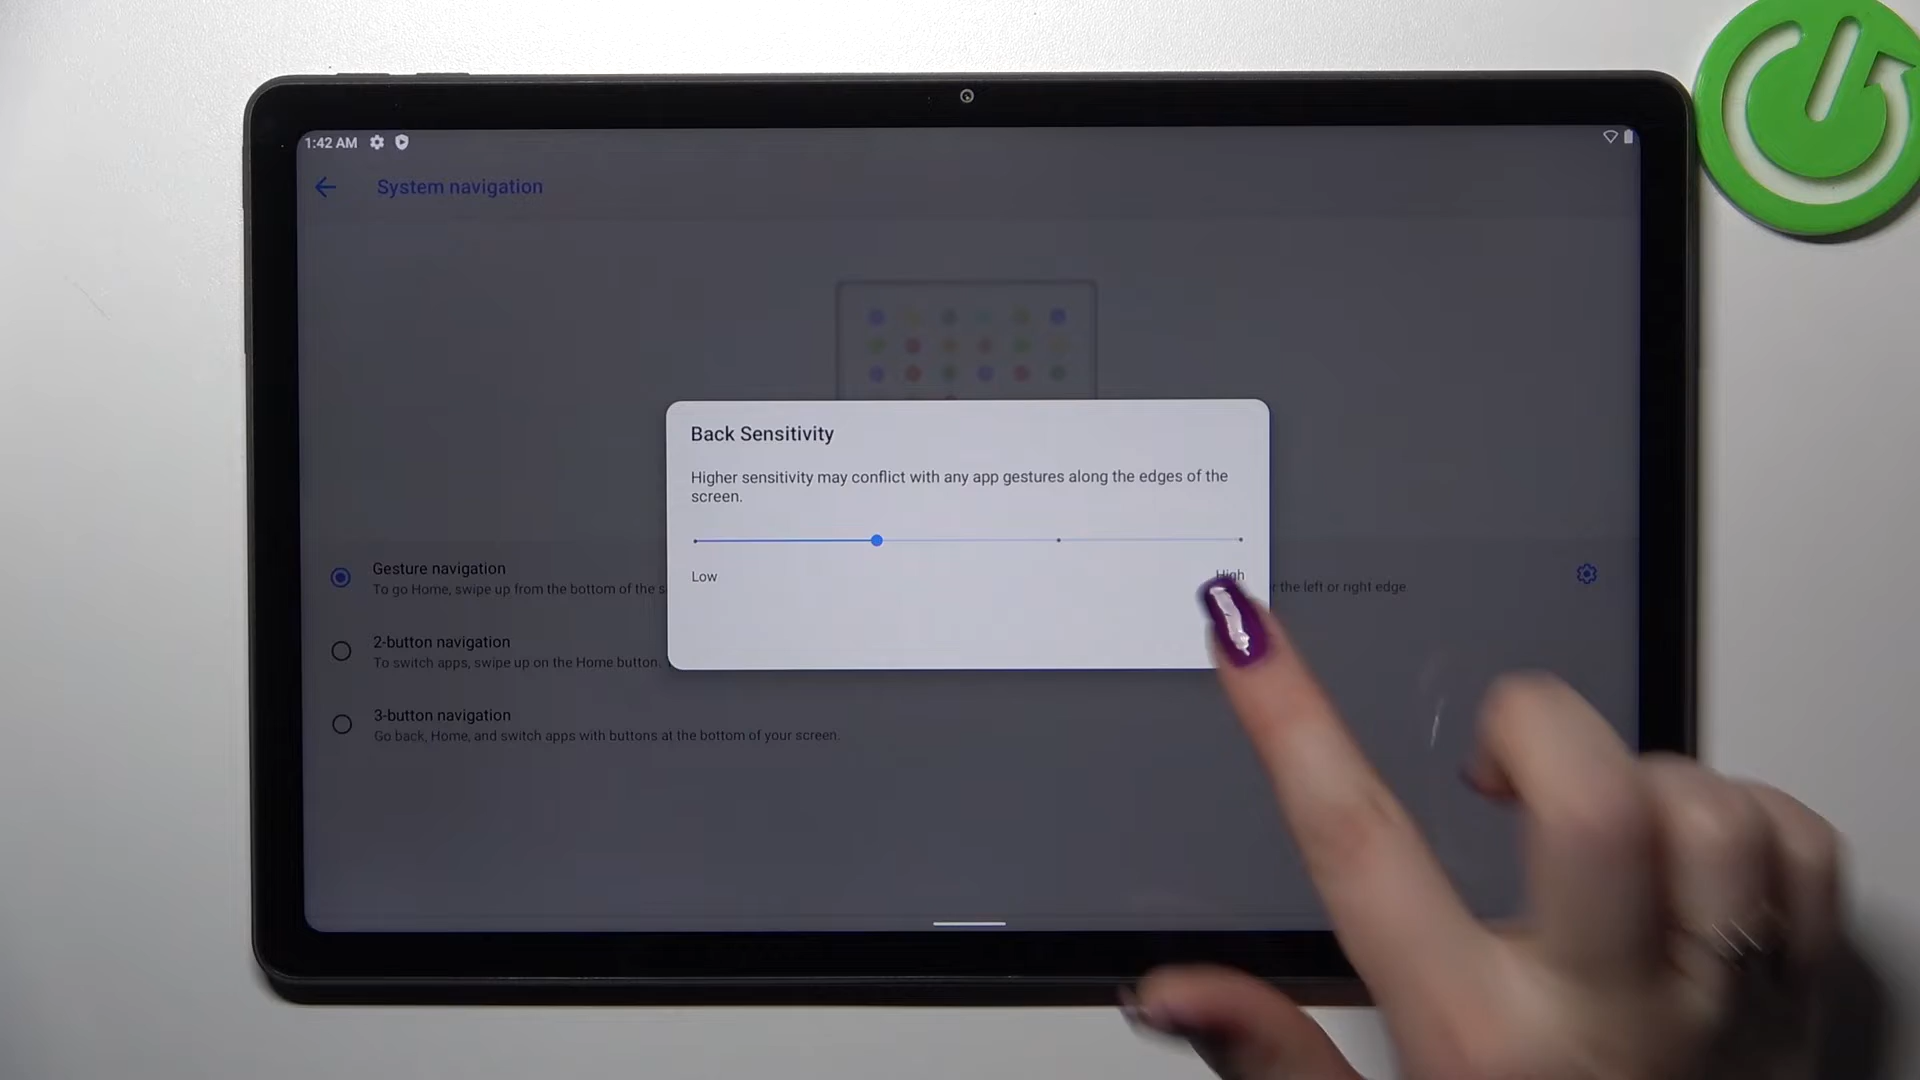 1:42 AM
System navigation
Back Sensitivity
Higher sensitivity may conflict with any app gestures along the edges of the
screen.
Low
High
Gesture navigation
To go Home, swipe up from the bottom of the s
the left or right edge.
2-button navigation
To switch apps, swipe up on the Home button.
3-button navigation
Go back, Home, and switch apps with buttons at the bottom of your screen.